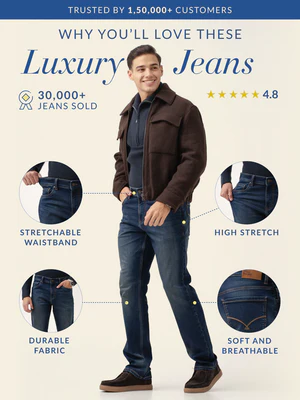 TRUSTED BY 1,50,000+ CUSTOMERS
WHY YOU'LL LOVE THESE
Luxury Jeans
30,000+
JEANS SOLD
★★★★★ 4.8
STRETCHABLE
WAISTBAND
HIGH STRETCH
DURABLE
FABRIC
SOFT AND
BREATHABLE